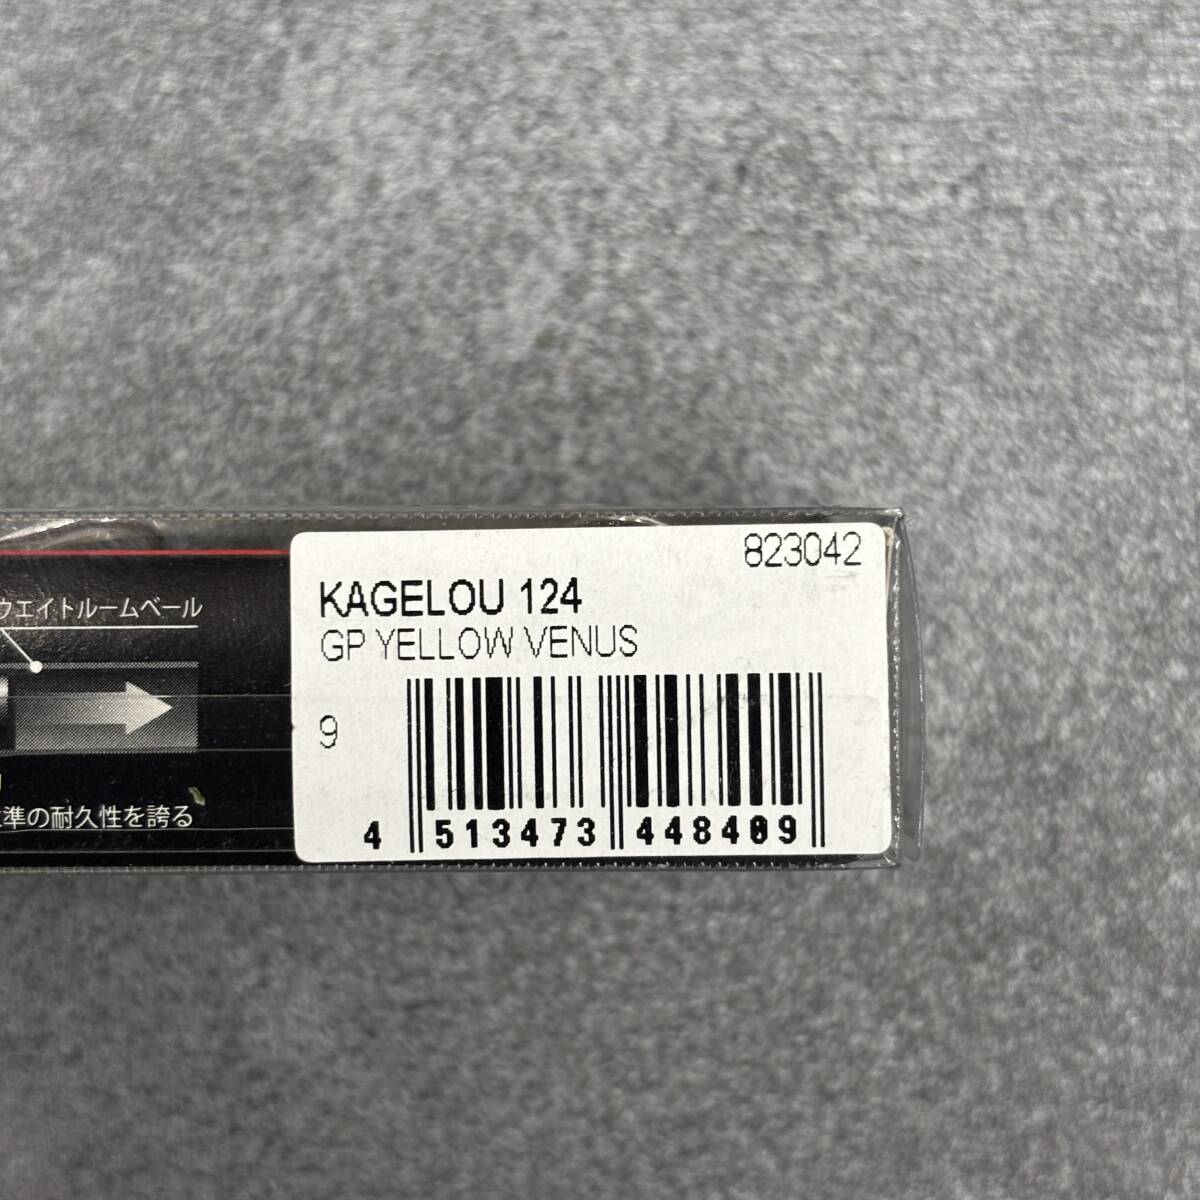 823042
KAGELOU 124
GP YELLOW VENUS
9
4 513473 448409
ウエイトルームベール
準の耐久性を誇る